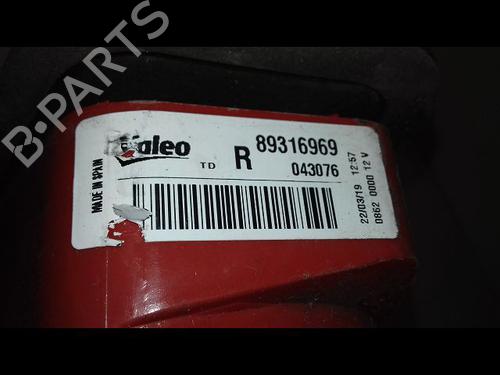 B-PARTS
MADE IN SPAIN
Valeo
TD
R
89316969
043076
22/03/19 12:57
0862 0000 12 V